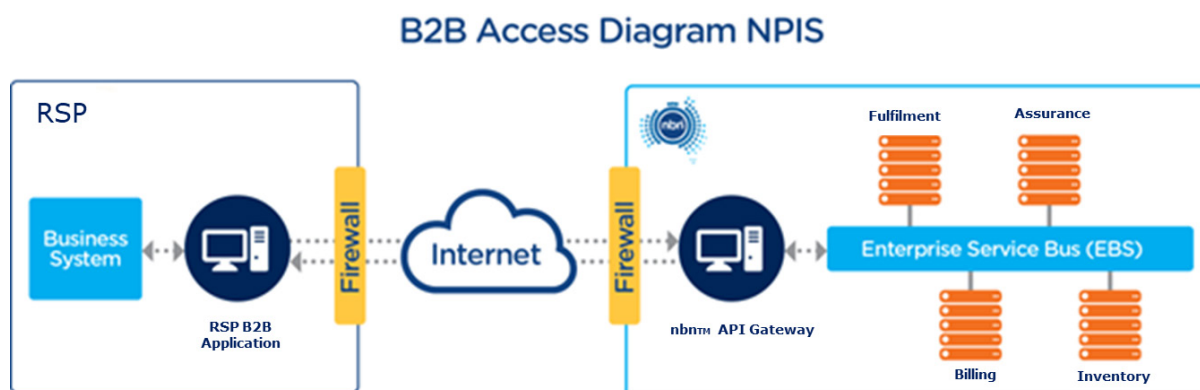 B2B Access Diagram NPIS
RSP
Business
System
RSP B2B
Application
Firewall
Internet
Firewall
nbn
nbn™ API Gateway
Fulfilment
Assurance
Enterprise Service Bus (EBS)
Billing
Inventory